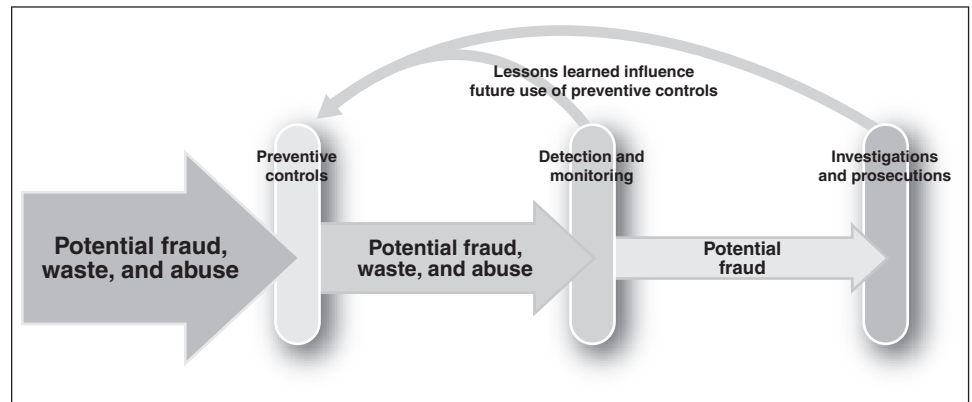 Lessons learned influence
future use of preventive controls
Preventive
controls
Detection and
monitoring
Investigations
and prosecutions
Potential fraud,
waste, and abuse
Potential fraud,
waste, and abuse
Potential
fraud